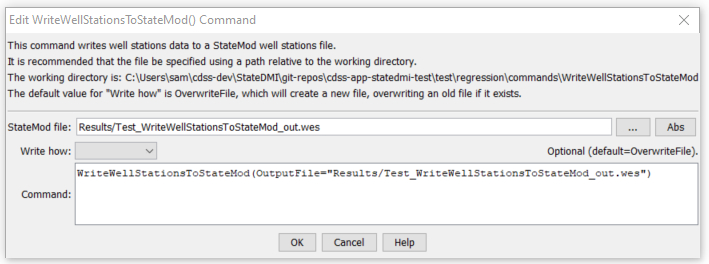 Edit WriteWellStationsToStateMod() Command
This command writes well stations data to a StateMod well stations file.
It is recommended that the file be specified using a path relative to the working directory.
The working directory is: C:\Users\sam\cdss-dev\StateDMI\git-repos\cdss-app-statedmi-test\test\regression\commands\WriteWellStationsToStateMod
The default value for "Write how" is OverwriteFile, which will create a new file, overwriting an old file if it exists.
StateMod file: Results/Test_WriteWellStationsToStateMod_out.wes ... Abs
Write how: Optional (default=OverwriteFile).
WriteWellStationsToStateMod(OutputFile="Results/Test_WriteWellStationsToStateMod_out.wes")
Command:
OK Cancel Help